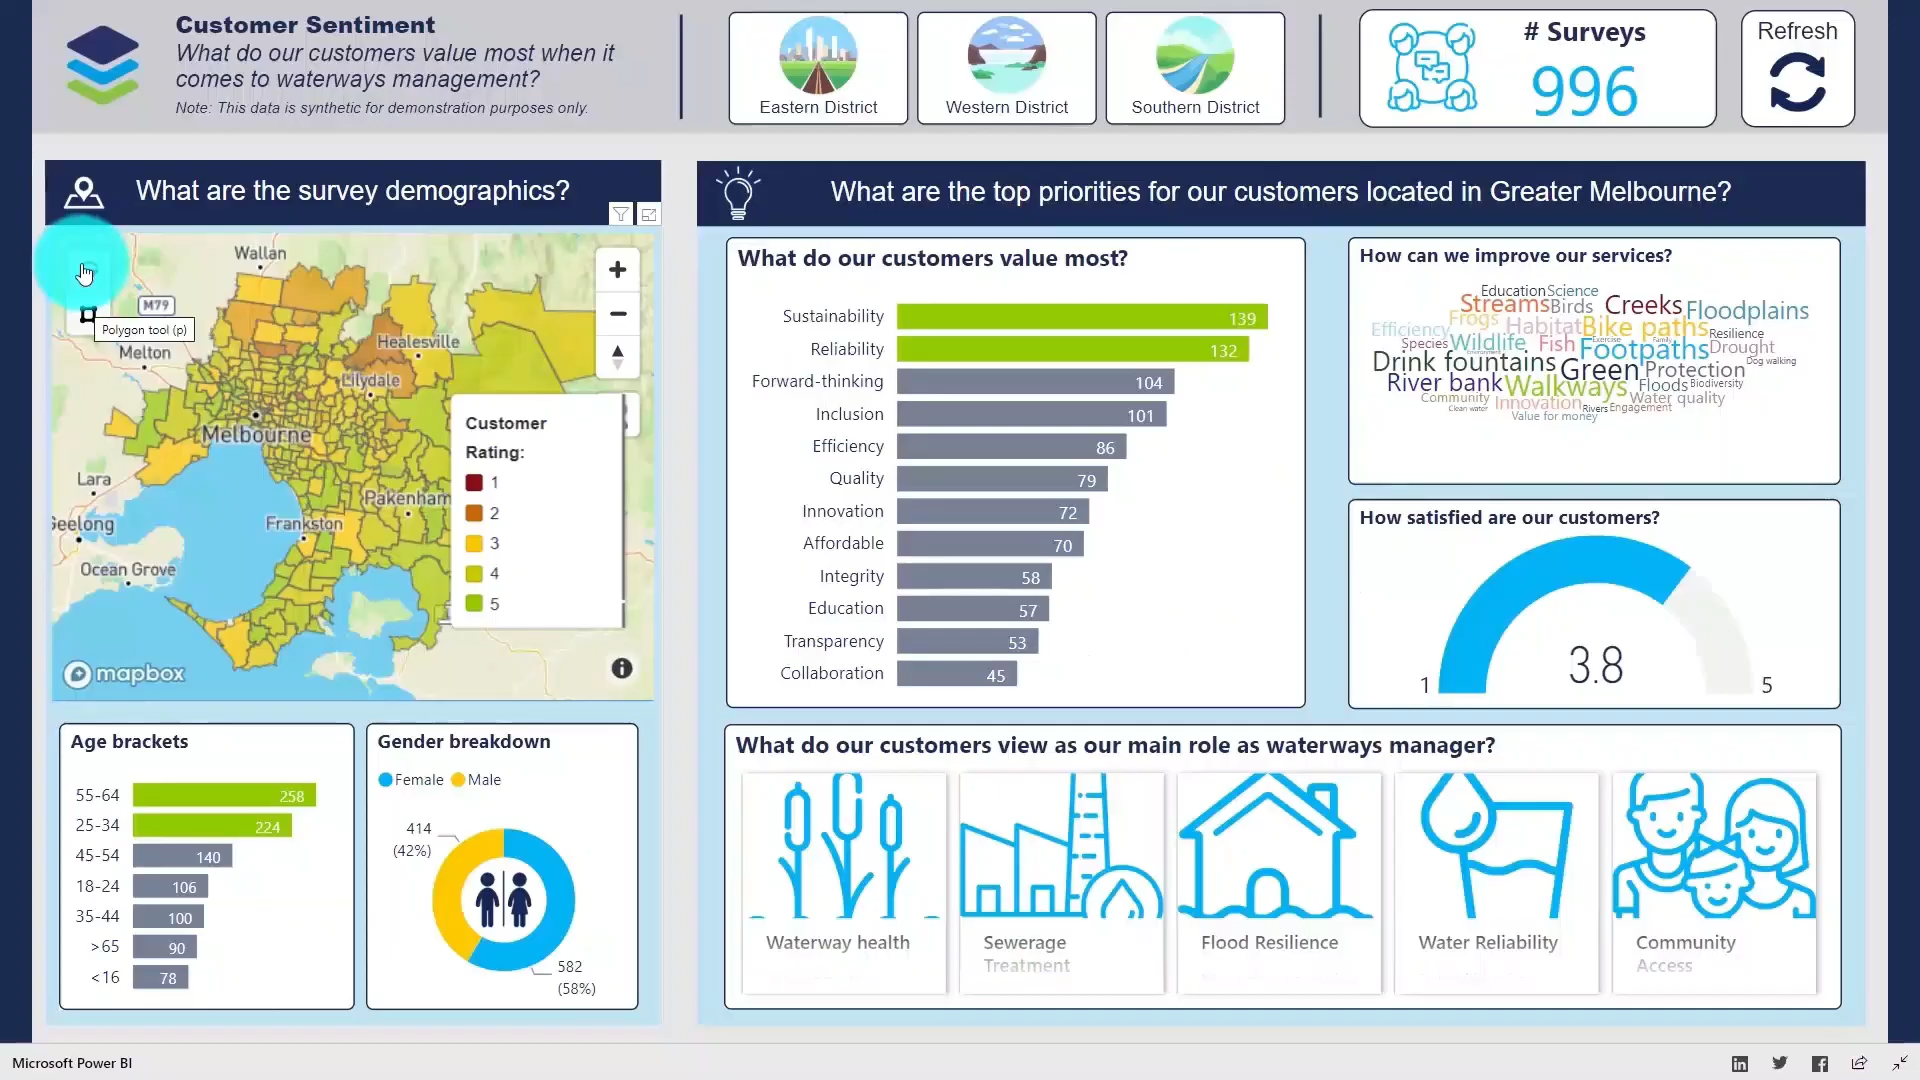 Customer Sentiment
What do our customers value most when it
comes to waterways management?
Note: This data is synthetic for demonstration purposes only.
Eastern District
Western District
Southern District
# Surveys
996
Refresh
What are the survey demographics?
Wallan
M79
Polygon tool (p)
Melton
Healesville
Lilydale
Melbourne
Lara
Pakenham
Geelong
Frankston
Ocean Grove
mapbox
Customer
Rating:
1
2
3
4
5
Age brackets
55-64 258
25-34 224
45-54 140
18-24 106
35-44 100
>65 90
<16 78
Gender breakdown
Female Male
414
(42%)
582
(58%)
What are the top priorities for our customers located in Greater Melbourne?
What do our customers value most?
Sustainability 139
Reliability 132
Forward-thinking 104
Inclusion 101
Efficiency 86
Quality 79
Innovation 72
Affordable 70
Integrity 58
Education 57
Transparency 53
Collaboration 45
How can we improve our services?
Education Science
Streams Birds Creeks Floodplains
Efficiency Frogs Habitat Bike paths Resilience
Species Wildlife Fish Exercise Family Footpaths Drought
Drink fountains Green Protection Dog walking
River bank Walkways Floods Biodiversity
Community Innovation Water quality
Clean water Rivers Engagement
Value for money
How satisfied are our customers?
3.8
1 5
What do our customers view as our main role as waterways manager?
Waterway health
Sewerage
Treatment
Flood Resilience
Water Reliability
Community
Access
Microsoft Power BI